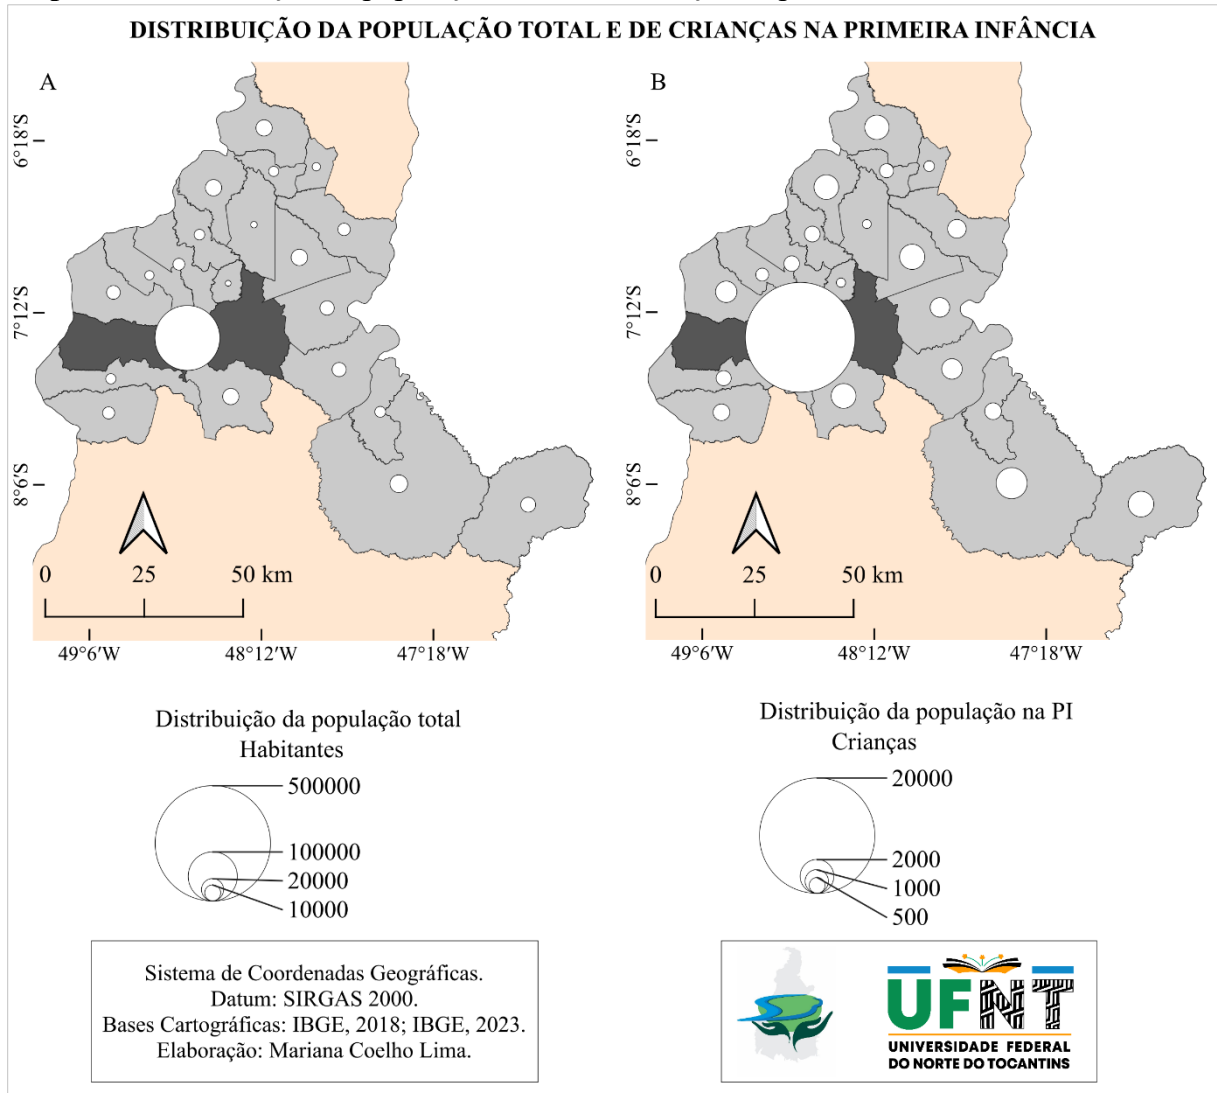 DISTRIBUIÇÃO DA POPULAÇÃO TOTAL E DE CRIANÇAS NA PRIMEIRA INFÂNCIA
A
B
6°18′S
7°12′S
8°6′S
0 25 50 km
49°6′W 48°12′W 47°18′W
6°18′S
7°12′S
8°6′S
0 25 50 km
49°6′W 48°12′W 47°18′W
Distribuição da população total
Habitantes
500000
100000
20000
10000
Distribuição da população na PI
Crianças
20000
2000
1000
500
Sistema de Coordenadas Geográficas.
Datum: SIRGAS 2000.
Bases Cartográficas: IBGE, 2018; IBGE, 2023.
Elaboração: Mariana Coelho Lima.
UFNT
UNIVERSIDADE FEDERAL
DO NORTE DO TOCANTINS